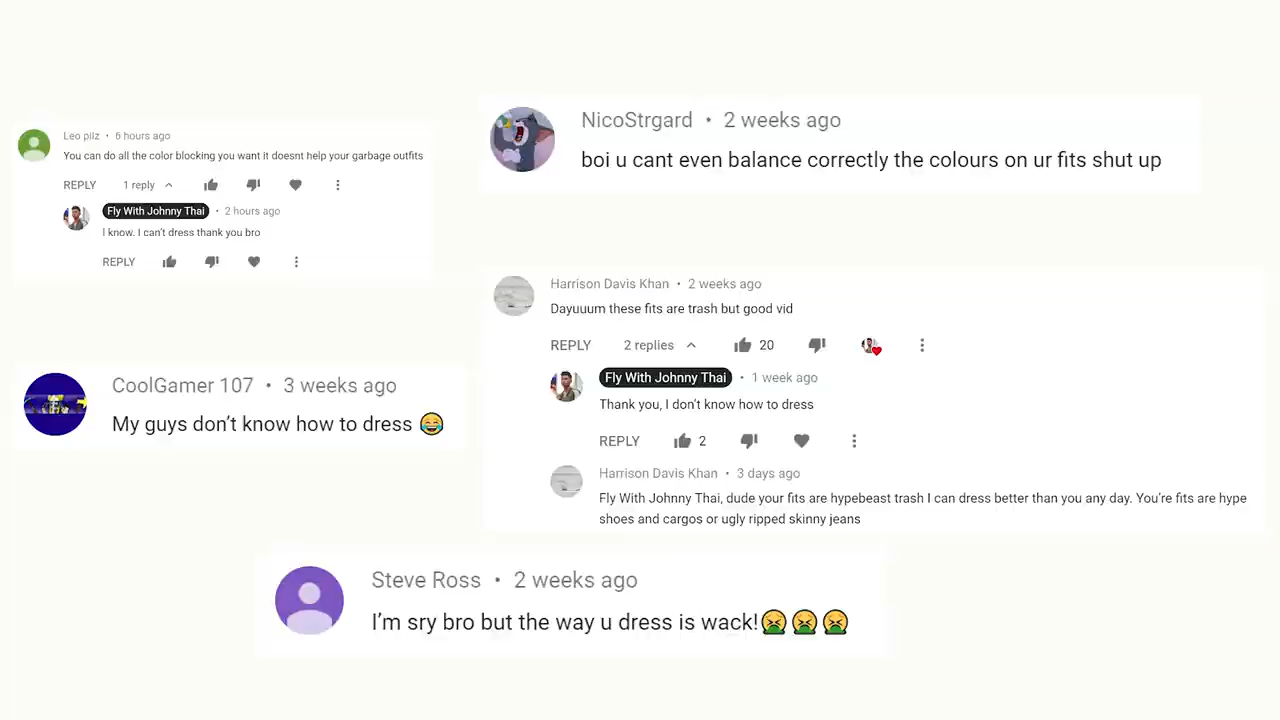 Leo pilz • 6 hours ago
You can do all the color blocking you want it doesnt help your garbage outfits
REPLY 1 reply
Fly With Johnny Thai • 2 hours ago
I know. I can't dress thank you bro
REPLY
NicoStrgard • 2 weeks ago
boi u cant even balance correctly the colours on ur fits shut up
Harrison Davis Khan • 2 weeks ago
Dayuuum these fits are trash but good vid
REPLY 2 replies 20
Fly With Johnny Thai • 1 week ago
Thank you, I don't know how to dress
REPLY 2
Harrison Davis Khan • 3 days ago
Fly With Johnny Thai, dude your fits are hypebeast trash I can dress better than you any day. You're fits are hype
shoes and cargos or ugly ripped skinny jeans
CoolGamer 107 • 3 weeks ago
My guys don't know how to dress 😂
Steve Ross • 2 weeks ago
I'm sry bro but the way u dress is wack!🤮🤮🤮